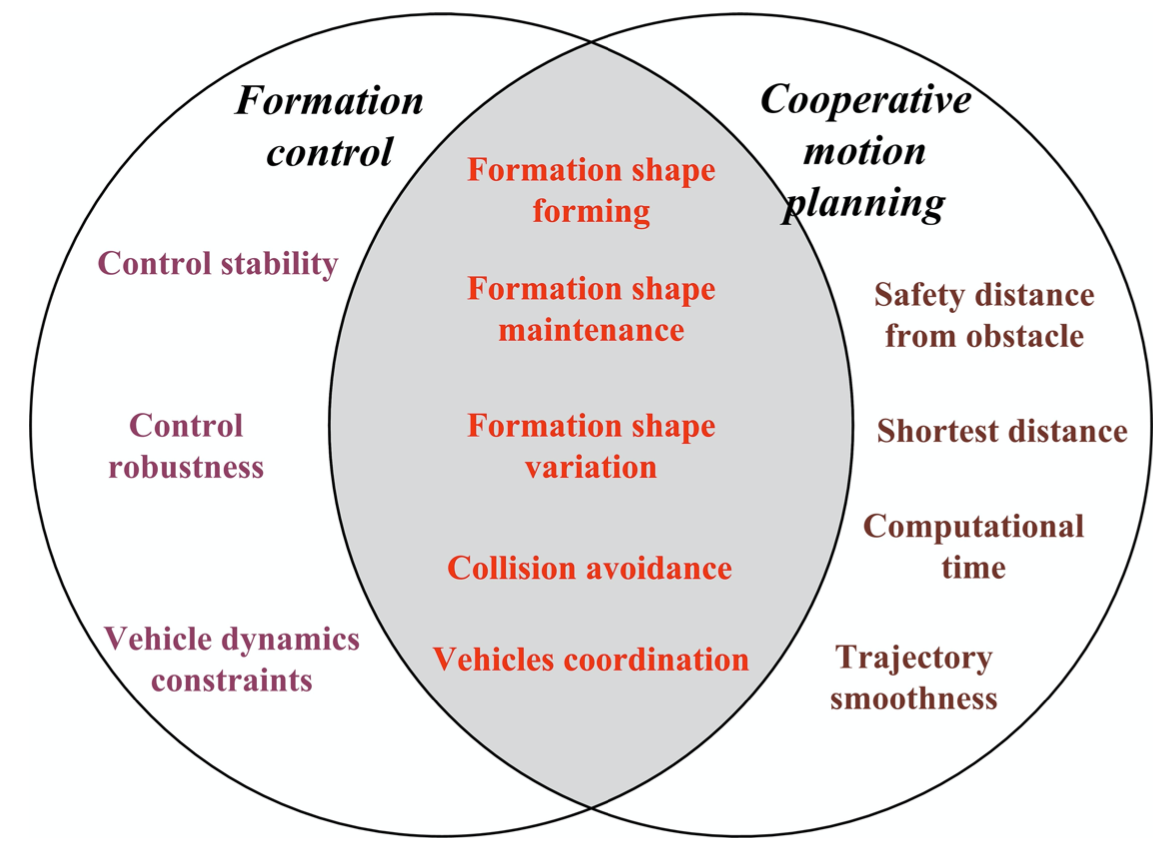 Formation
control
Control stability
Control
robustness
Vehicle dynamics
constraints
Formation shape
forming
Formation shape
maintenance
Formation shape
variation
Collision avoidance
Vehicles coordination
Cooperative
motion
planning
Safety distance
from obstacle
Shortest distance
Computational
time
Trajectory
smoothness